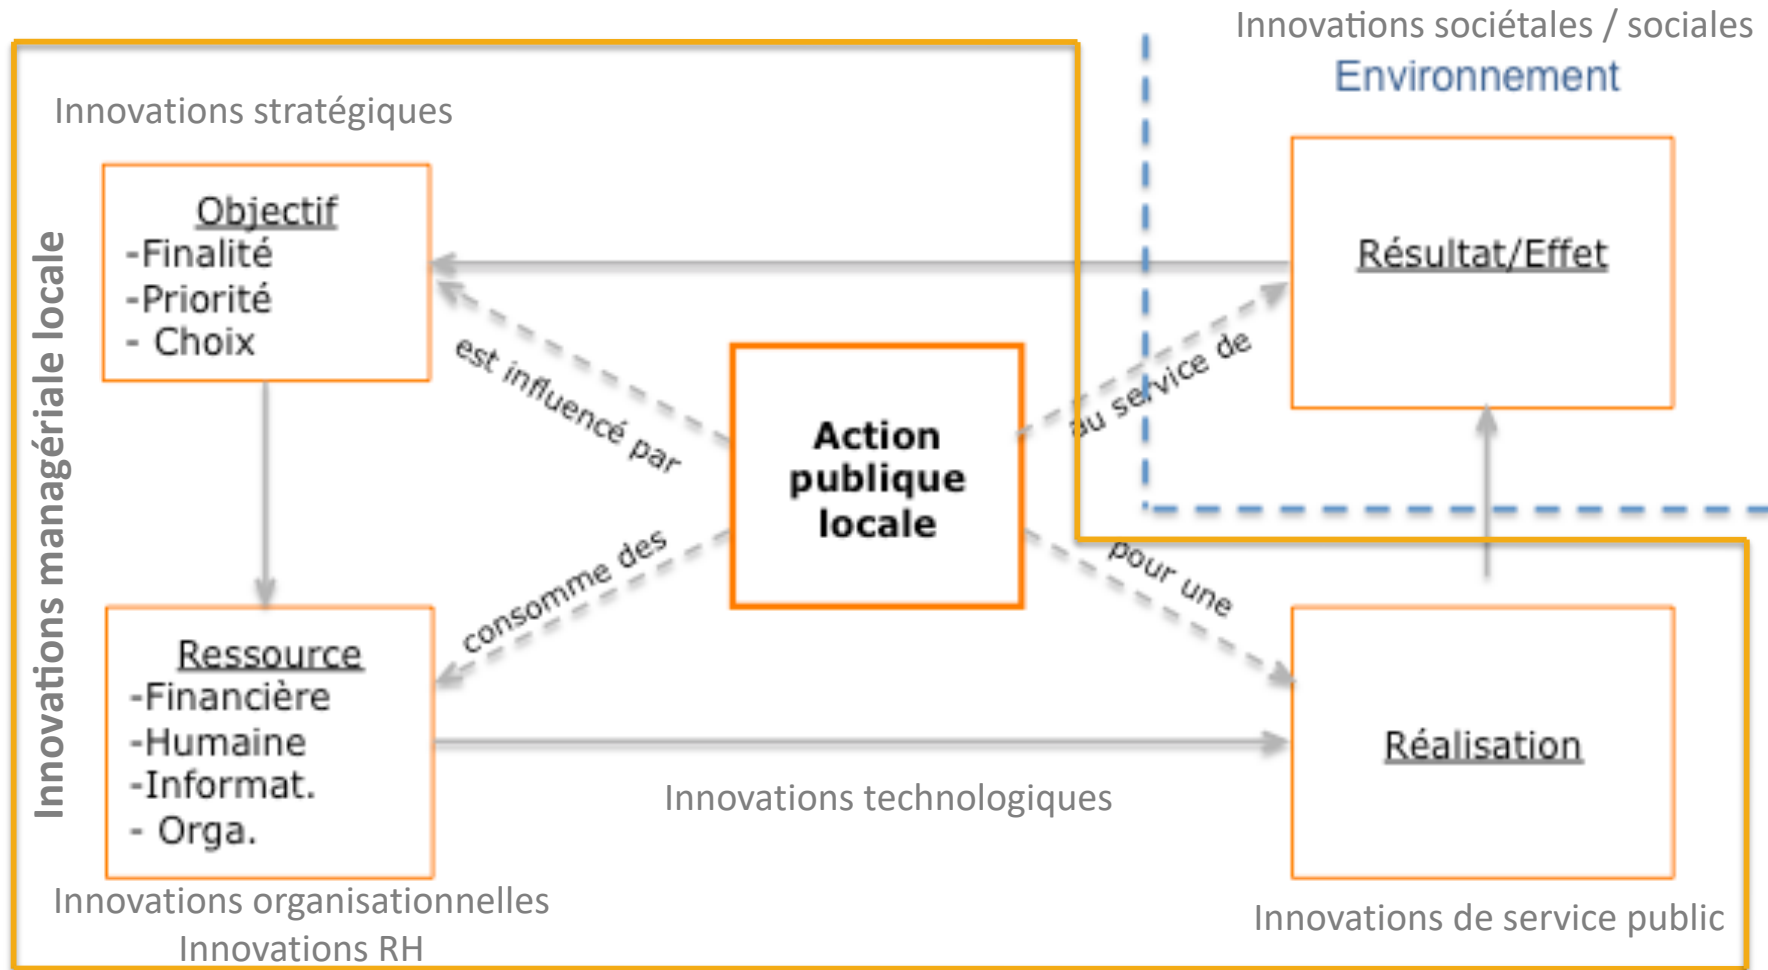 Innovations sociétales / sociales
Environnement
Innovations stratégiques
Innovations managériale locale
Objectif
-Finalité
-Priorité
- Choix
Résultat/Effet
est influencé par
au service de
Action
publique
locale
consomme des
pour une
Ressource
-Financière
-Humaine
-Informat.
- Orga.
Réalisation
Innovations technologiques
Innovations organisationnelles
Innovations RH
Innovations de service public